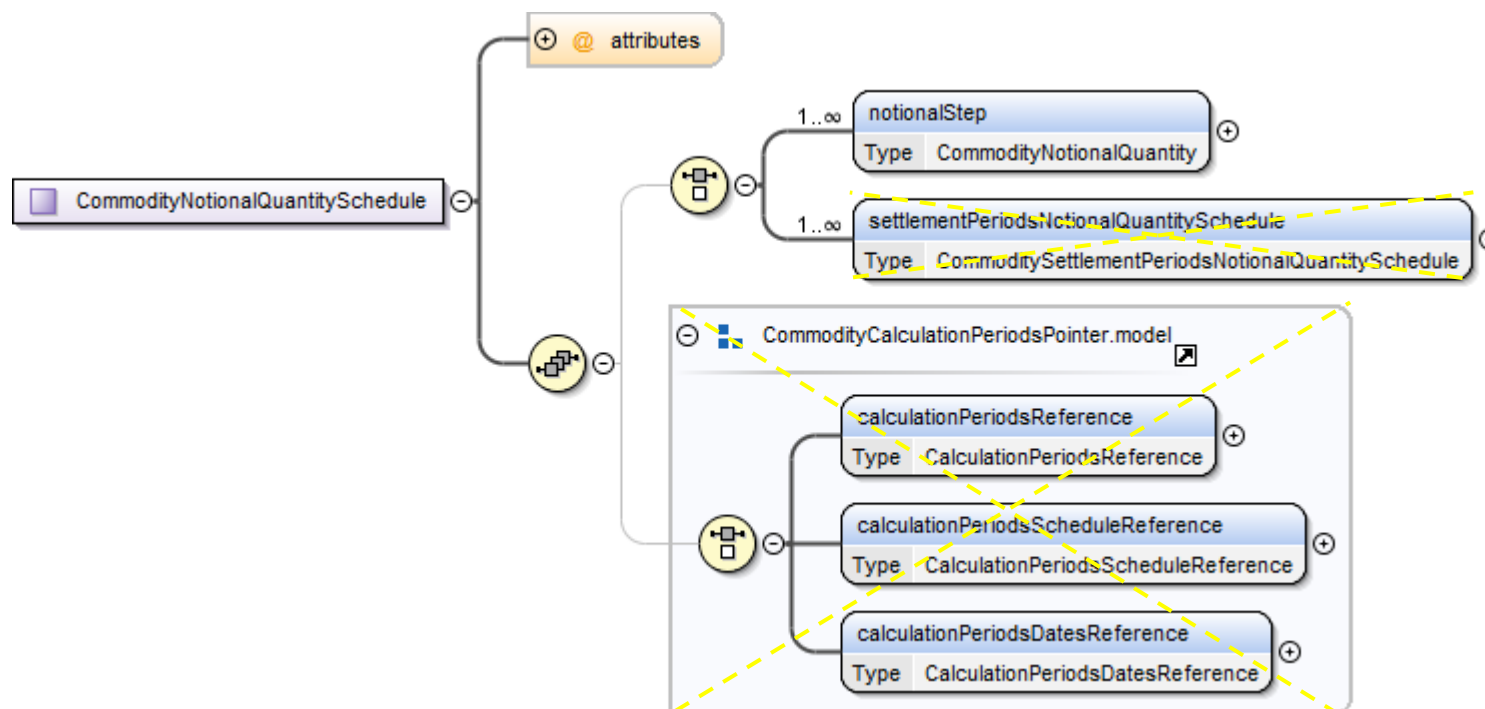 @ attributes
1..∞
notionalStep
Type CommodityNotionalQuantity
CommodityNotionalQuantitySchedule
1..∞
settlementPeriodsNotionalQuantitySchedule
Type CommoditySettlementPeriodsNotionalQuantitySchedule
CommodityCalculationPeriodsPointer.model
calculationPeriodsReference
Type CalculationPeriodsReference
calculationPeriodsScheduleReference
Type CalculationPeriodsScheduleReference
calculationPeriodsDatesReference
Type CalculationPeriodsDatesReference